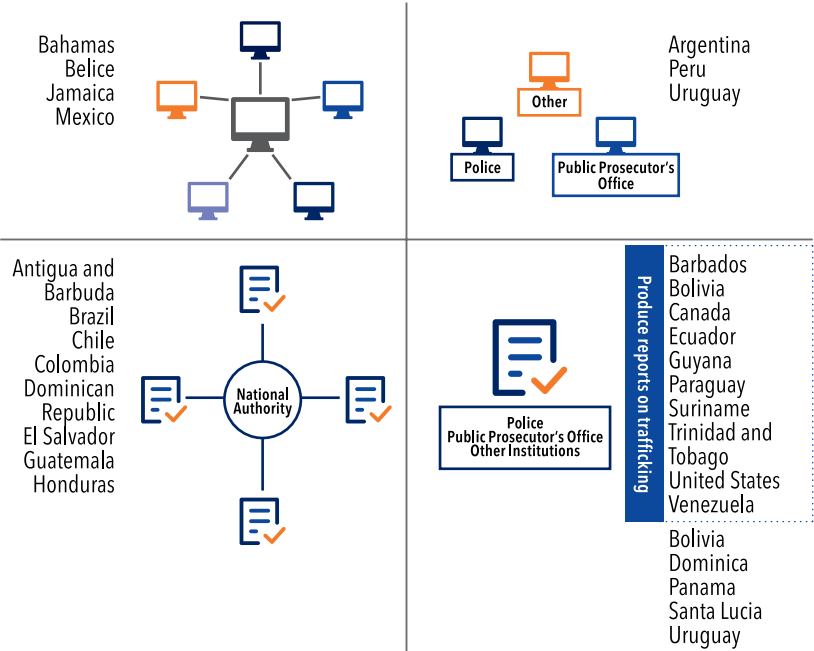 Bahamas
Belice
Jamaica
Mexico
Argentina
Peru
Uruguay
Other
Police
Public Prosecutor's
Office
Antigua and
Barbuda
Brazil
Chile
Colombia
Dominican
Republic
El Salvador
Guatemala
Honduras
National
Authority
Police
Public Prosecutor's Office
Other Institutions
Produce reports on trafficking
Barbados
Bolivia
Canada
Ecuador
Guyana
Paraguay
Suriname
Trinidad and
Tobago
United States
Venezuela
Bolivia
Dominica
Panama
Santa Lucia
Uruguay